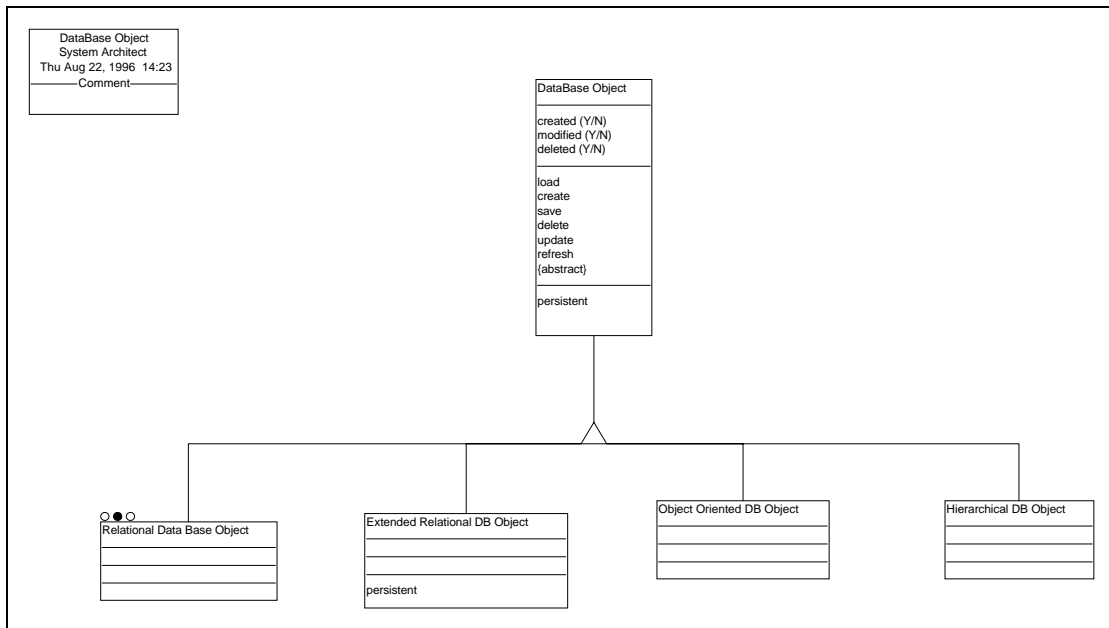 DataBase Object
System Architect
Thu Aug 22, 1996 14:23
Comment
DataBase Object
created (Y/N)
modified (Y/N)
deleted (Y/N)
load
create
save
delete
update
refresh
{abstract}
persistent
Relational Data Base Object
Extended Relational DB Object
persistent
Object Oriented DB Object
Hierarchical DB Object